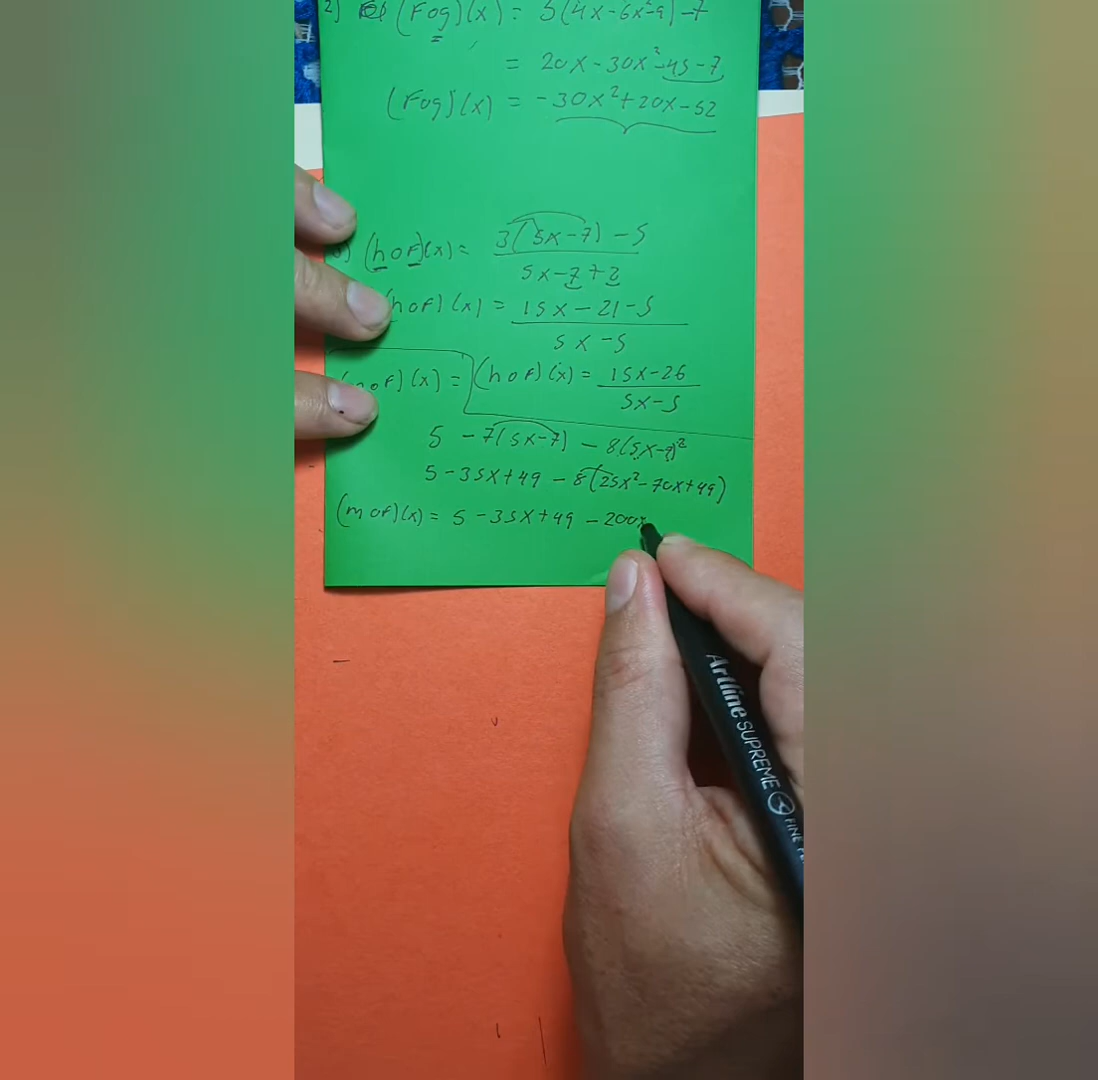 2) (Fog)(x) = 5(4x-6x²-9)-7
= 20x-30x²-45-7
(Fog)(x) = -30x²+20x-52
(hof)(x)= 3(5x-7)-5
5x-7+2
hof)(x) = 15x-21-5
5x-5
of)(x) = (hof)(x) = 15x-26
5x-5
5 -7(5x-7) -8(5x-7)²
5-35x+49 -8(25x²-70x+49)
(mof)(x) = 5-35x+49 -200x
Artline SUPREME FINE